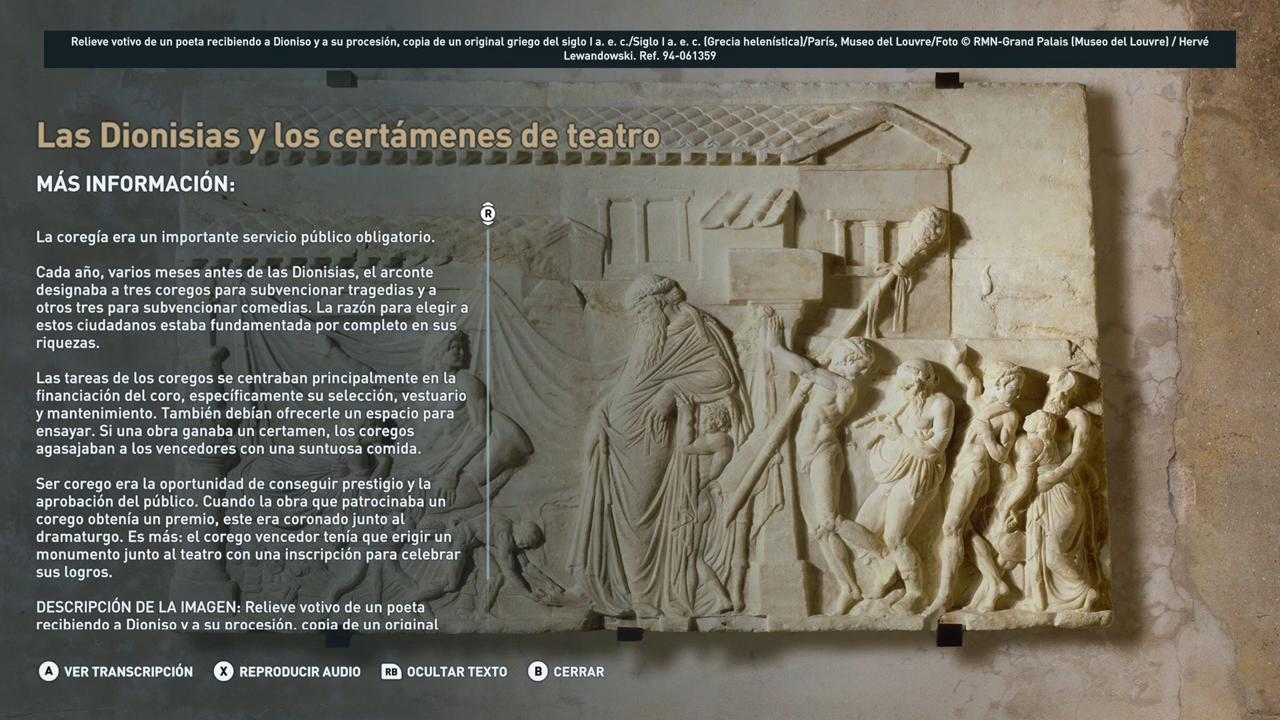 Relieve votivo de un poeta recibiendo a Dioniso y a su procesión, copia de un original griego del siglo I a. e. c./Siglo I a. e. c. (Grecia helenística)/París, Museo del Louvre/Foto © RMN-Grand Palais (Museo del Louvre) / Hervé
Lewandowski. Ref. 94-061359
Las Dionisias y los certámenes de teatro
MÁS INFORMACIÓN:
R
La coregía era un importante servicio público obligatorio.
Cada año, varios meses antes de las Dionisias, el arconte
designaba a tres coregos para subvencionar tragedias y a
otros tres para subvencionar comedias. La razón para elegir a
estos ciudadanos estaba fundamentada por completo en sus
riquezas.
Las tareas de los coregos se centraban principalmente en la
financiación del coro, específicamente su selección, vestuario
y mantenimiento. También debían ofrecerle un espacio para
ensayar. Si una obra ganaba un certamen, los coregos
agasajaban a los vencedores con una suntuosa comida.
Ser corego era la oportunidad de conseguir prestigio y la
aprobación del público. Cuando la obra que patrocinaba un
corego obtenía un premio, este era coronado junto al
dramaturgo. Es más: el corego vencedor tenía que erigir un
monumento junto al teatro con una inscripción para celebrar
sus logros.
DESCRIPCIÓN DE LA IMAGEN: Relieve votivo de un poeta
recibiendo a Dioniso y a su procesión, copia de un original
A VER TRANSCRIPCIÓN X REPRODUCIR AUDIO RB OCULTAR TEXTO B CERRAR